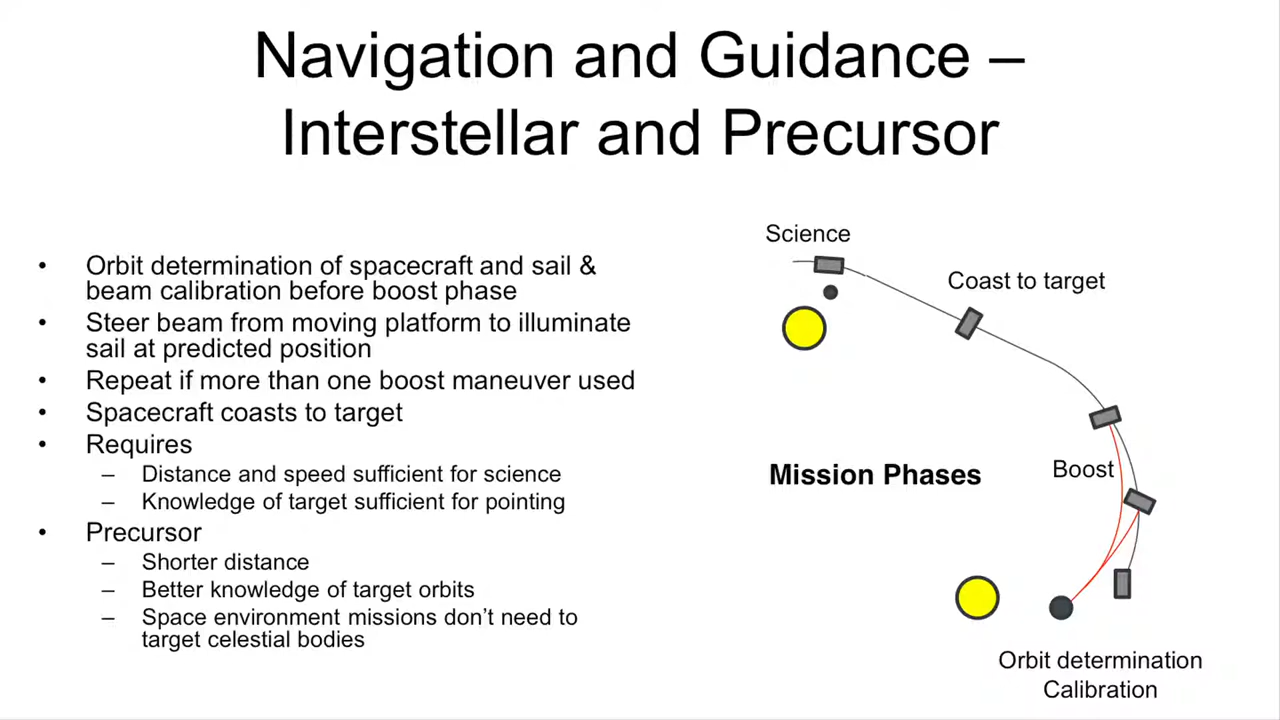 Navigation and Guidance –
Interstellar and Precursor
• Orbit determination of spacecraft and sail &
beam calibration before boost phase
• Steer beam from moving platform to illuminate
sail at predicted position
• Repeat if more than one boost maneuver used
• Spacecraft coasts to target
• Requires
– Distance and speed sufficient for science
– Knowledge of target sufficient for pointing
• Precursor
– Shorter distance
– Better knowledge of target orbits
– Space environment missions don’t need to
target celestial bodies
Science
Coast to target
Mission Phases
Boost
Orbit determination
Calibration